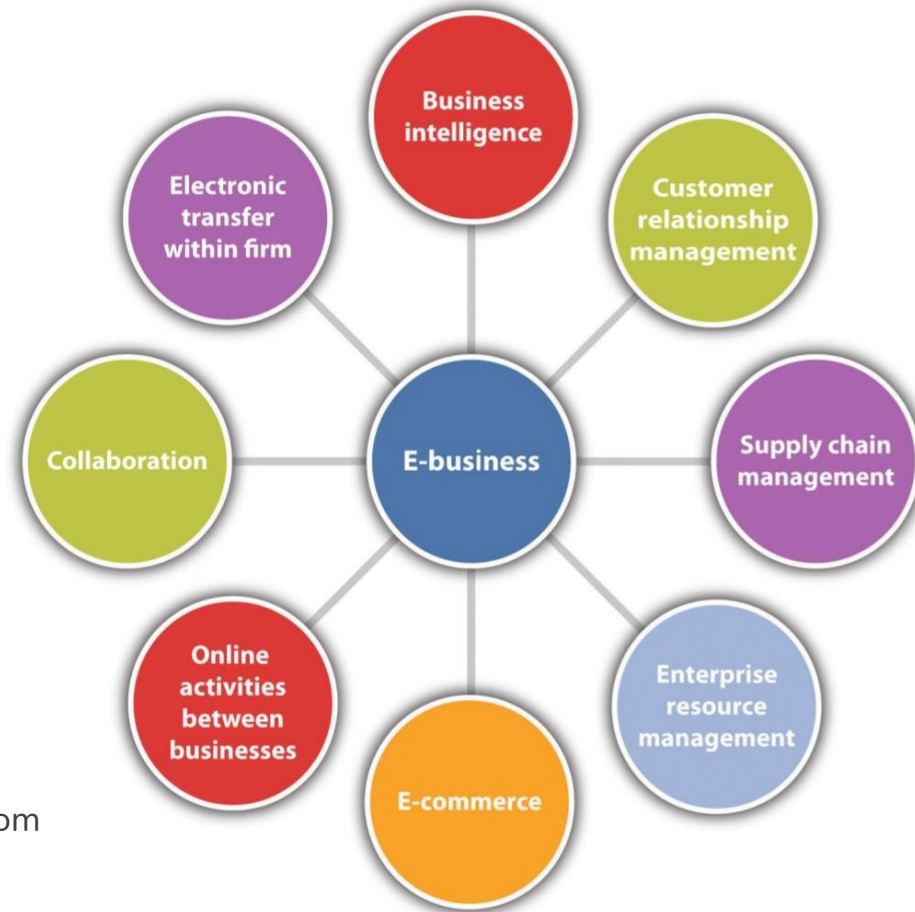 Business
intelligence
Customer
relationship
management
Supply chain
management
Enterprise
resource
management
E-commerce
Online
activities
between
businesses
Collaboration
Electronic
transfer
within firm
E-business
om